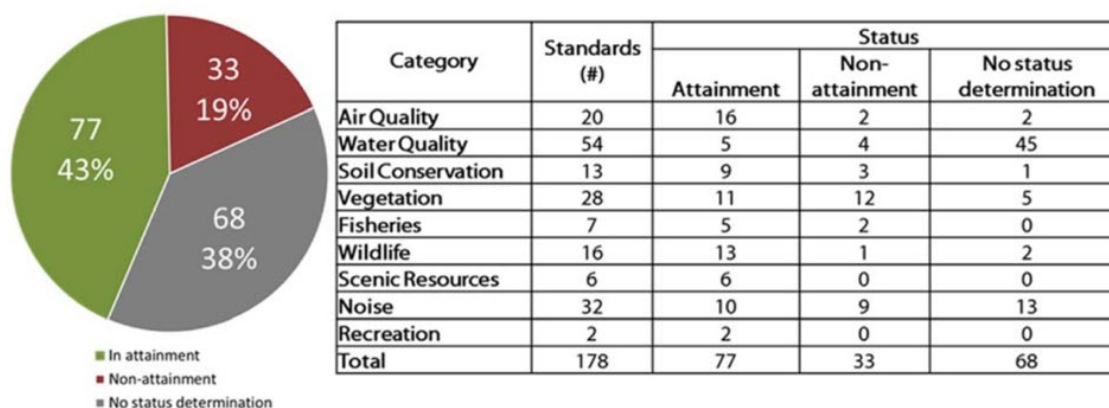 33
19%
77
43%
68
38%
In attainment
Non-attainment
No status determination
Category Standards (#) Status
Attainment Non-attainment No status determination
Air Quality 20 16 2 2
Water Quality 54 5 4 45
Soil Conservation 13 9 3 1
Vegetation 28 11 12 5
Fisheries 7 5 2 0
Wildlife 16 13 1 2
Scenic Resources 6 6 0 0
Noise 32 10 9 13
Recreation 2 2 0 0
Total 178 77 33 68